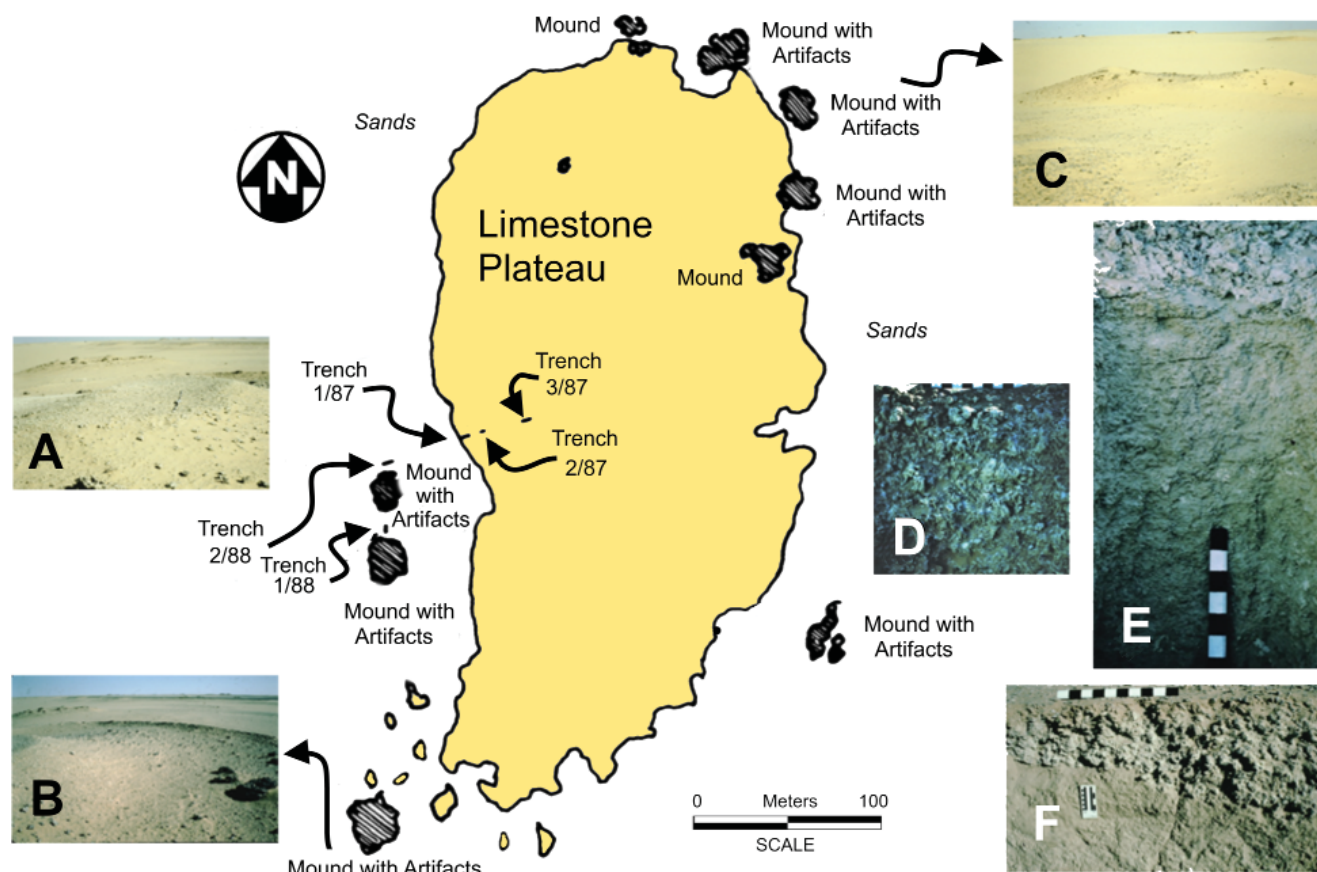 Mound
Mound with
Artifacts
Mound with
Artifacts
Sands
N
C
Mound with
Artifacts
Limestone
Plateau
Mound
Sands
A
Trench
1/87
Trench
3/87
Trench
2/87
Mound
with
Artifacts
Trench
2/88
Trench
1/88
Mound with
Artifacts
D
E
Mound with
Artifacts
B
0 Meters 100
SCALE
F
Mound with Artifacts